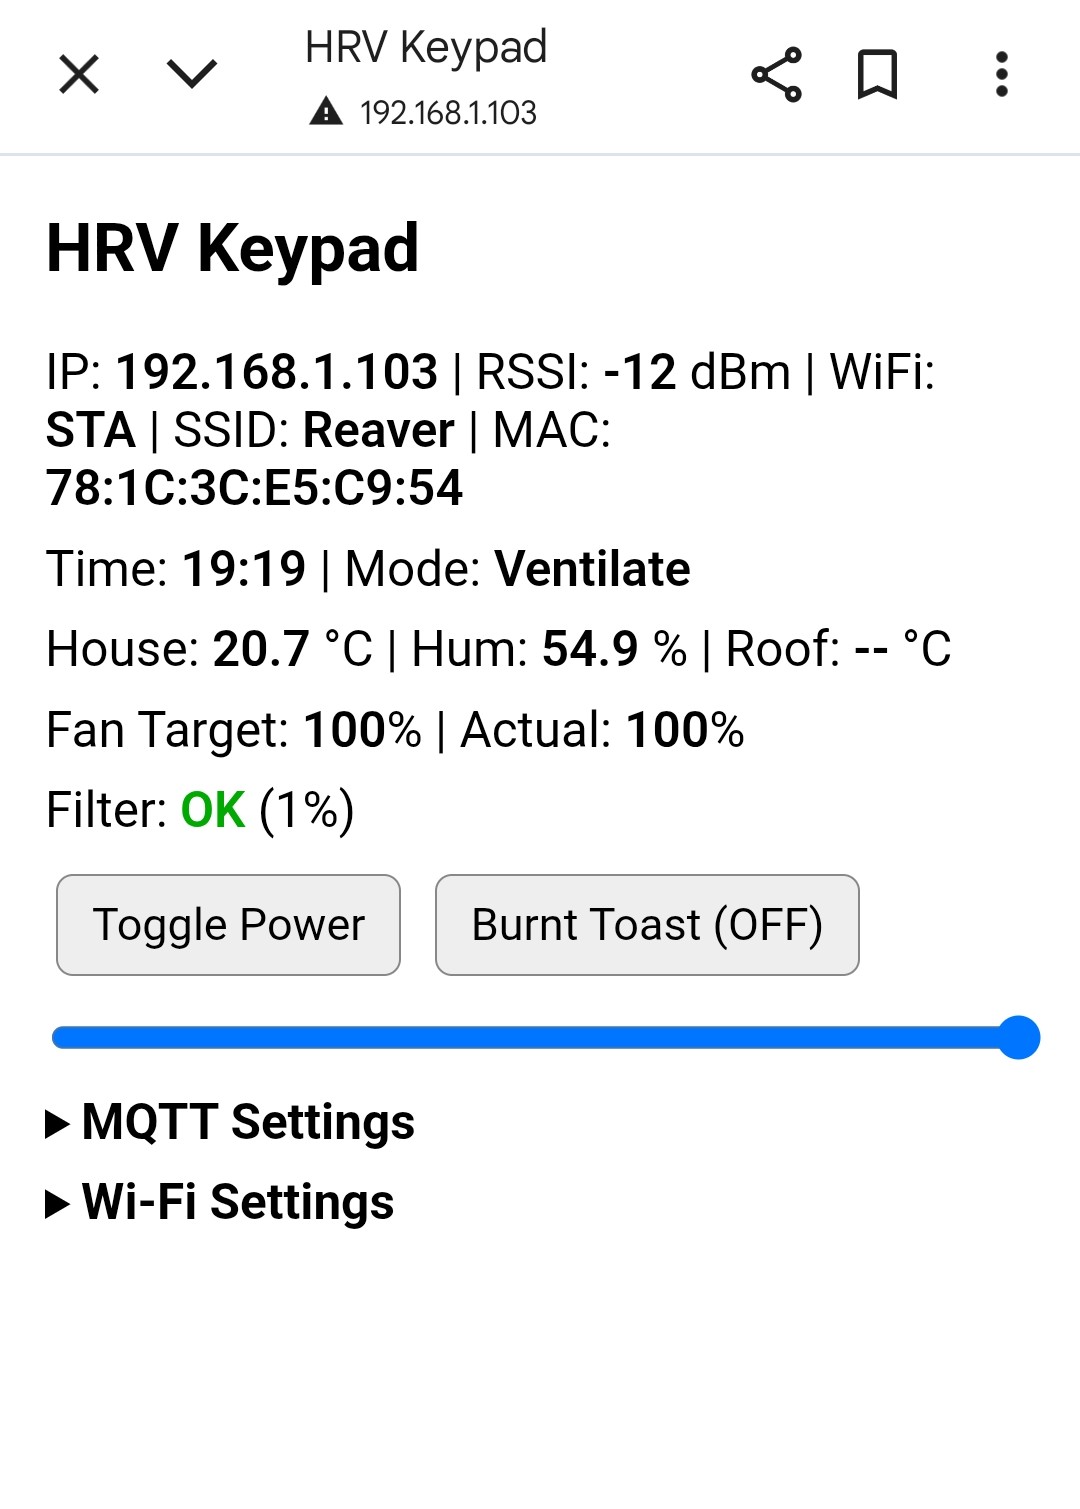 HRV Keypad
192.168.1.103
HRV Keypad
IP: 192.168.1.103 | RSSI: -12 dBm | WiFi:
STA | SSID: Reaver | MAC:
78:1C:3C:E5:C9:54
Time: 19:19 | Mode: Ventilate
House: 20.7 °C | Hum: 54.9 % | Roof: -- °C
Fan Target: 100% | Actual: 100%
Filter: OK (1%)
Toggle Power
Burnt Toast (OFF)
MQTT Settings
Wi-Fi Settings